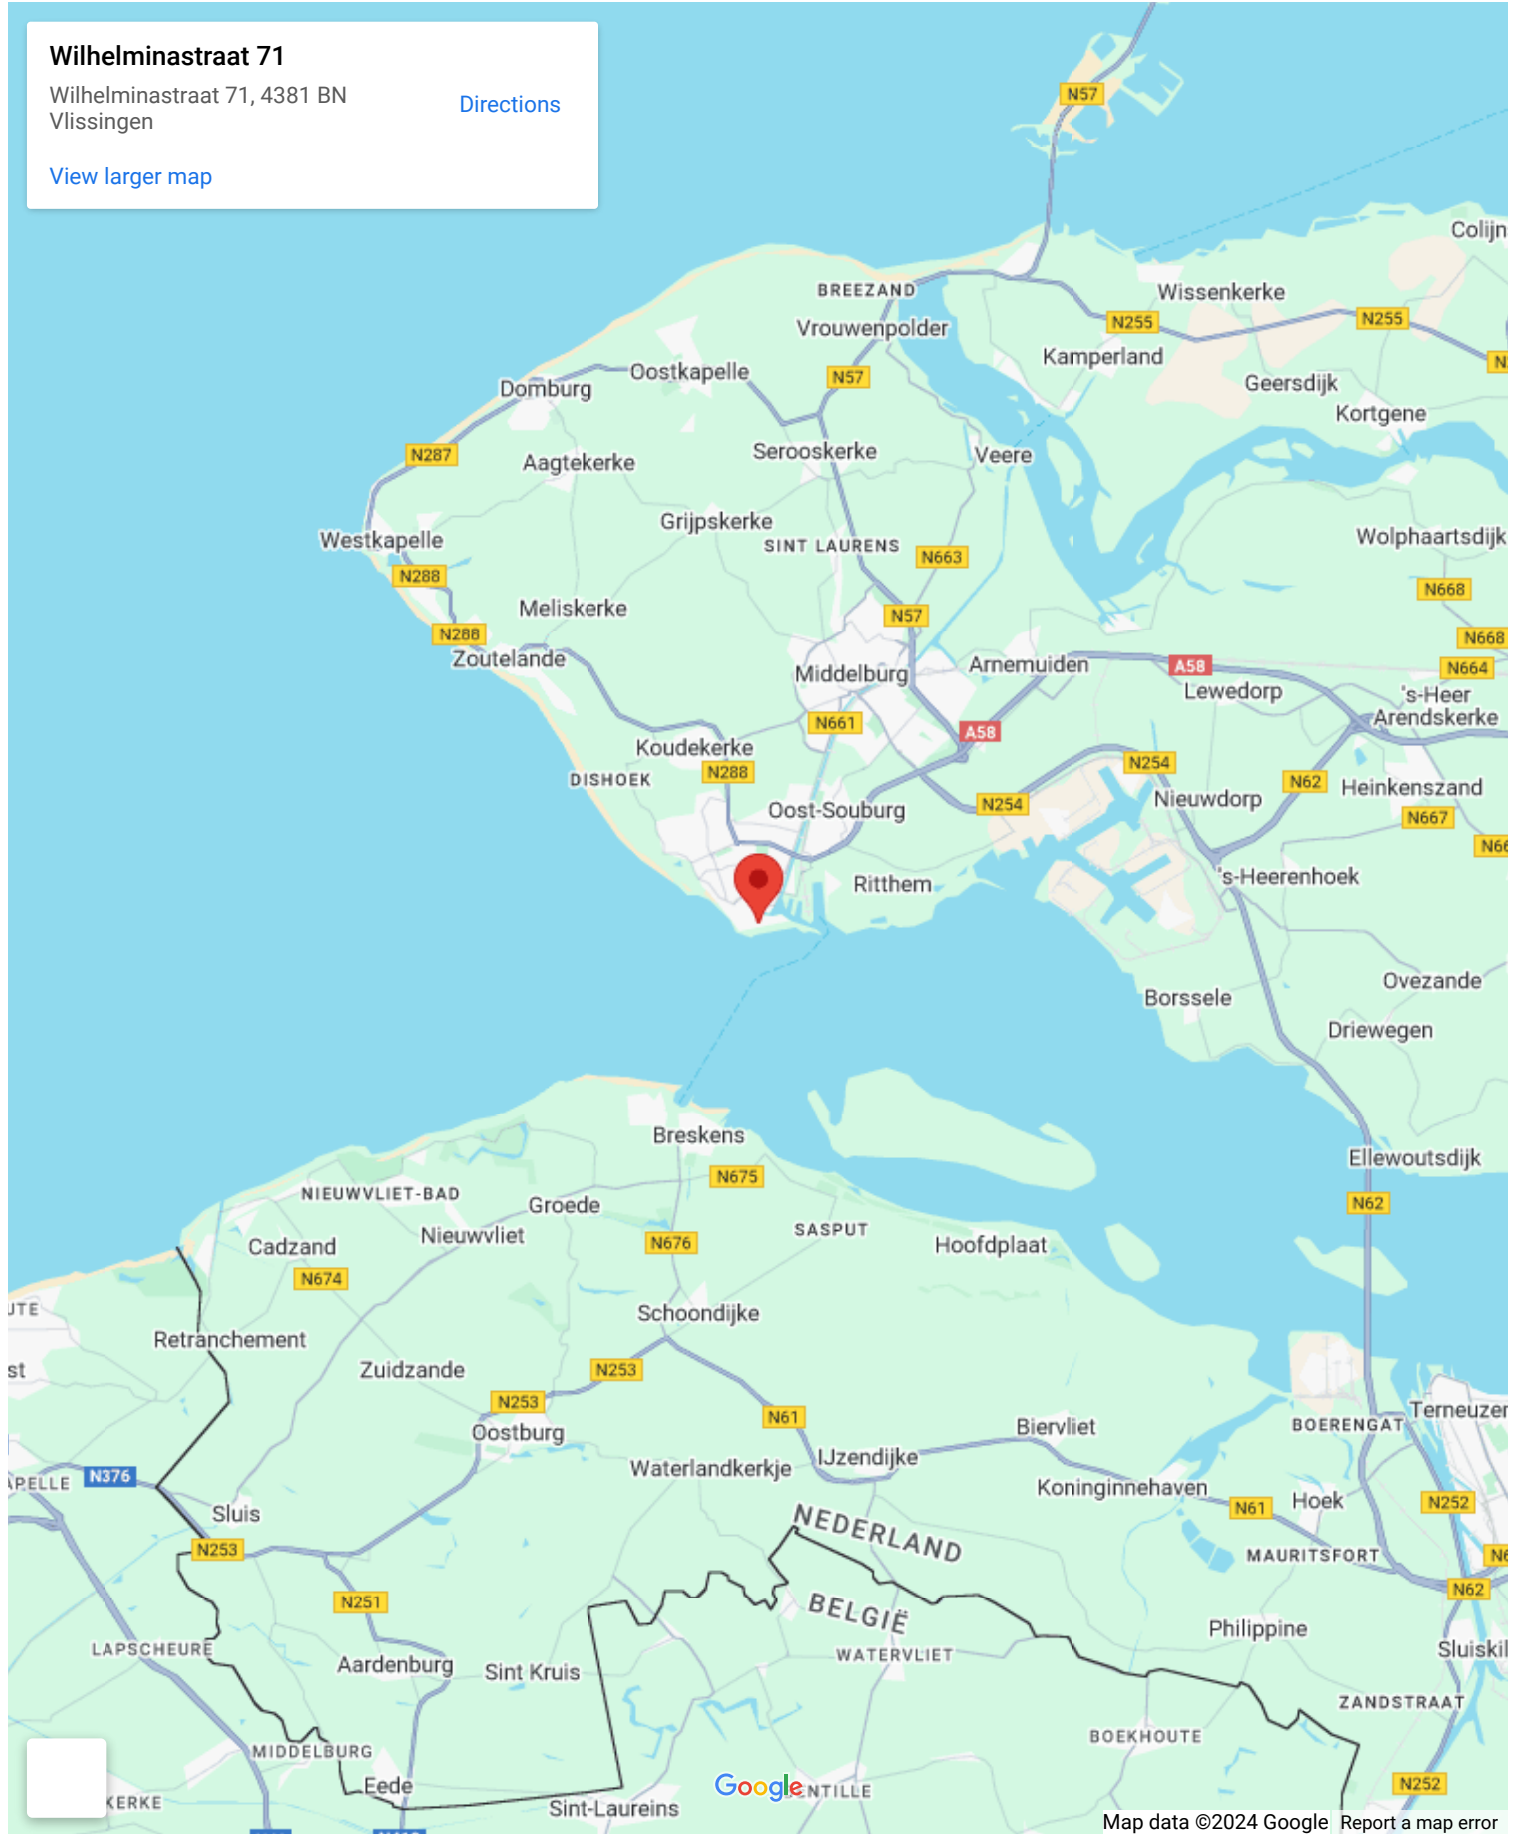 Wilhelminastraat 71
Wilhelminastraat 71, 4381 BN
Vlissingen
Directions
View larger map
N57
Colijn
BREEZAND
Wissenkerke
Vrouwenpolder
N255
N255
Kamperland
N57
Oostkapelle
Domburg
Geersdijk
Kortgene
N287
Aagtekerke
Serooskerke
Veere
Grijpskerke
Westkapelle
SINT LAURENS
N663
Wolphaartsdijk
N288
N668
Meliskerke
N57
N288
N668
Zoutelande
Middelburg
Arnemuiden
A58
N664
Lewedorp
's-Heer
Arendskerke
N661
A58
Koudekerke
DISHOEK
N288
N254
N62
Heinkenszand
Oost-Souburg
N254
Nieuwdorp
N667
Ritthem
's-Heerenhoek
Borssele
Ovezande
Driewegen
Breskens
Ellewoutsdijk
N675
NIEUWVLIET-BAD
Groede
N62
Nieuwvliet
SASPUT
Cadzand
N676
Hoofdplaat
N674
UTE
Schoondijke
Retranchement
st
Zuidzande
N253
N253
N61
Terneuzen
Oostburg
Biervliet
BOERENGAT
IJzendijke
Waterlandkerkje
APELLE
N376
Koninginnehaven
N61
Hoek
N252
Sluis
NEDERLAND
N253
MAURITSFORT
N62
N251
BELGIË
Philippine
LAPSCHEURE
WATERVLIET
Sluiskil
Aardenburg
Sint Kruis
ZANDSTRAAT
BOEKHOUTE
MIDDELBURG
Eede
Google
ENTILLE
N252
KERKE
Sint-Laureins
Map data ©2024 Google
Report a map error